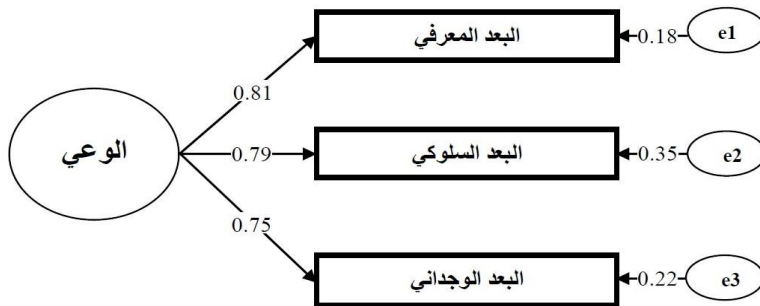 البعد المعرفي
0.18
e1
0.81
الوعي
0.79
البعد السلوكي
0.35
e2
0.75
البعد الوجداني
0.22
e3